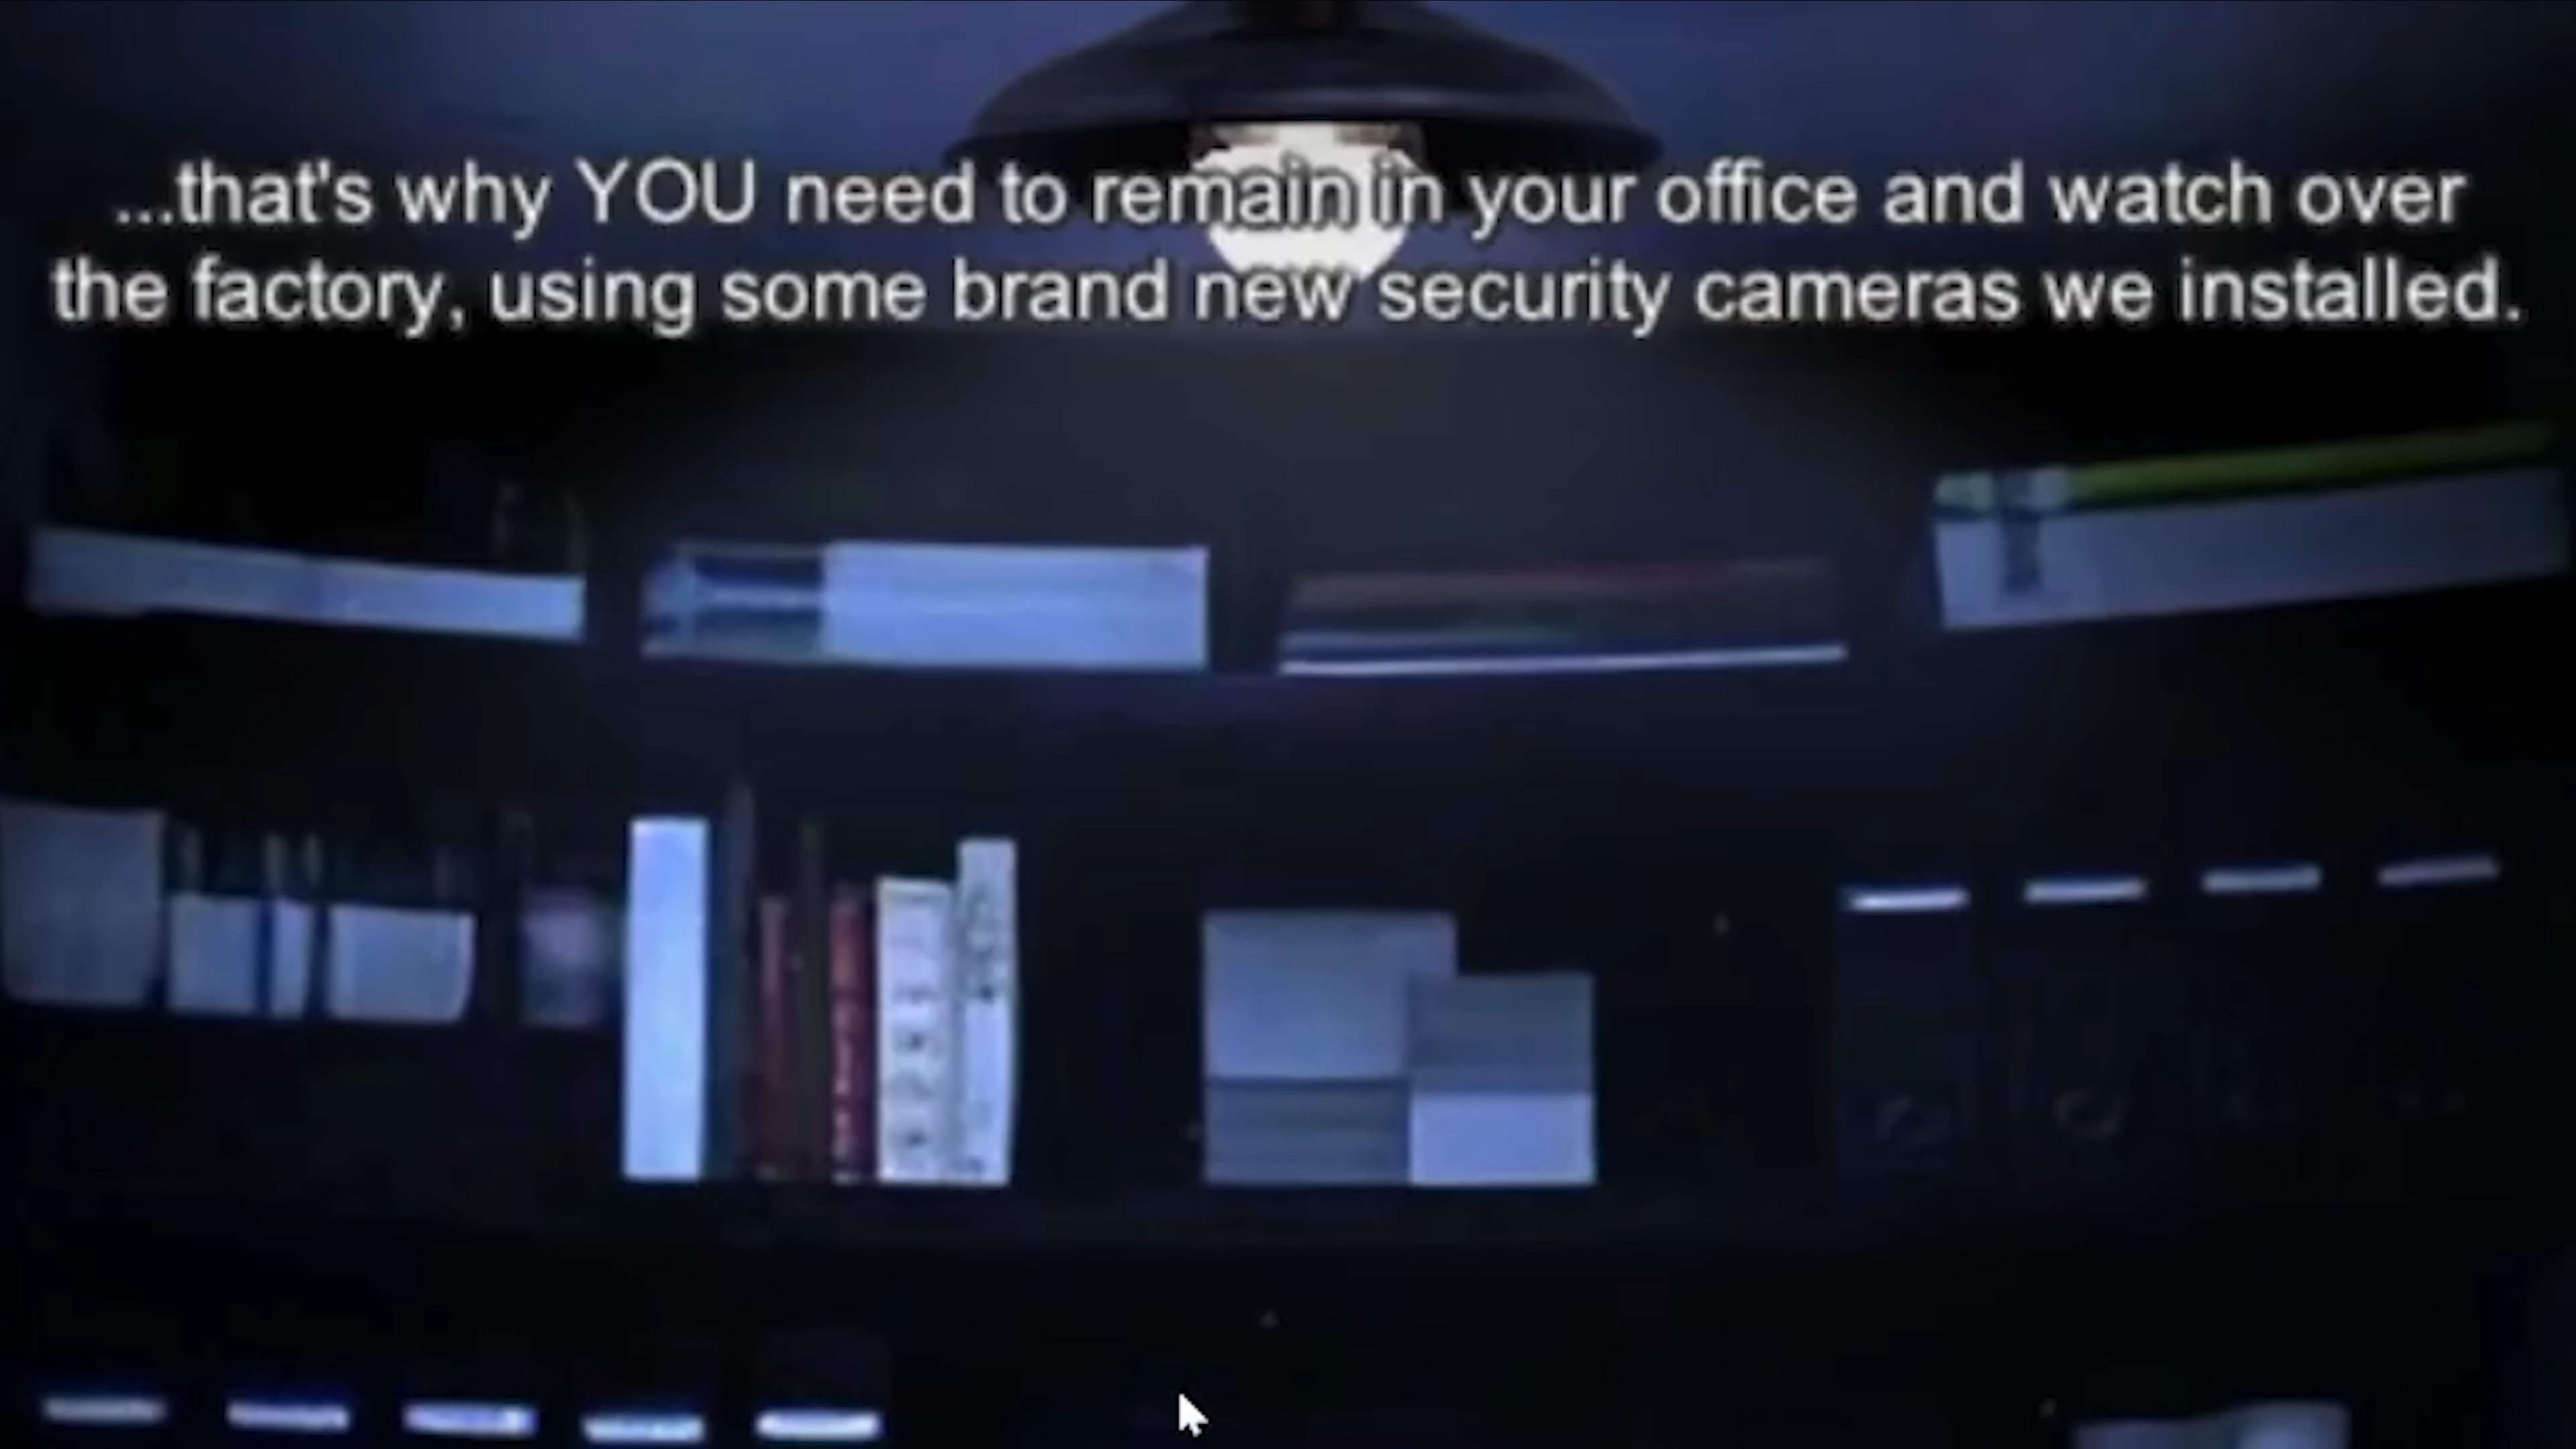 ...that's why YOU need to remain in your office and watch over
the factory, using some brand new security cameras we installed.